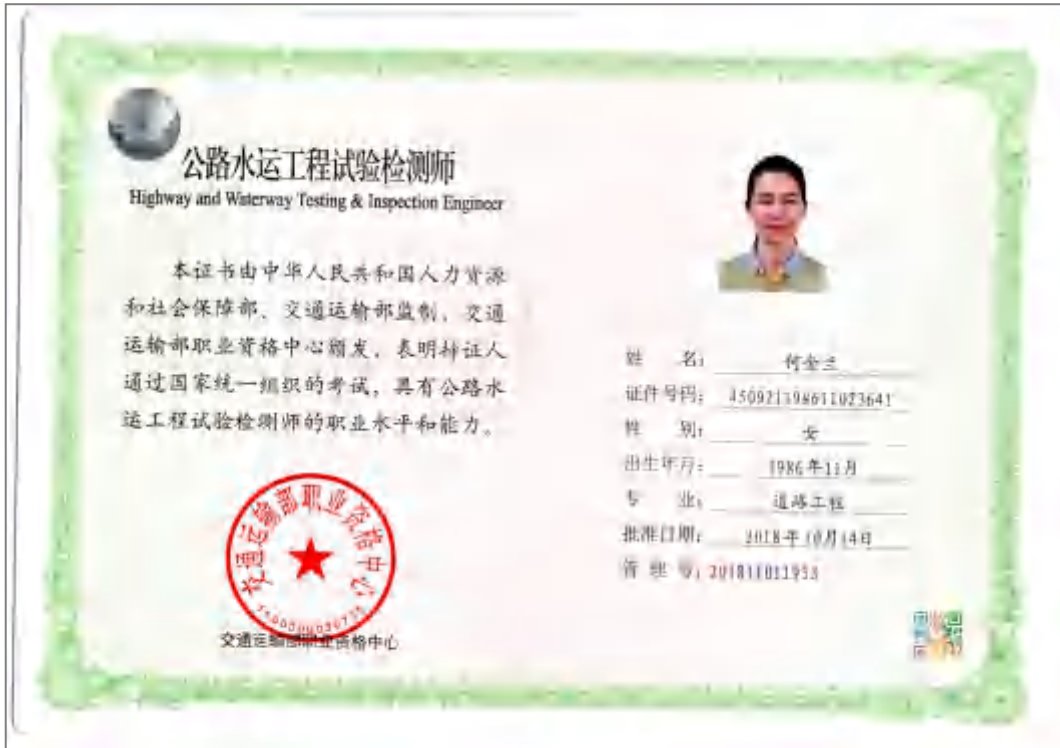 公路水运工程试验检测师
Highway and Waterway Testing & Inspection Engineer
本证书由中华人民共和国人力资源
和社会保障部、交通运输部监制,交通
运输部职业资格中心颁发,表明持证人
通过国家统一组织的考试,具有公路水
运工程试验检测师的职业水平和能力。
交通运输部职业资格中心
交通运输部职业资格中心
姓 名: 何金兰
证件号码: 450921198611023641
性 别: 女
出生年月: 1986年11月
专 业: 道路工程
批准日期: 2018年10月14日
管 理 号: